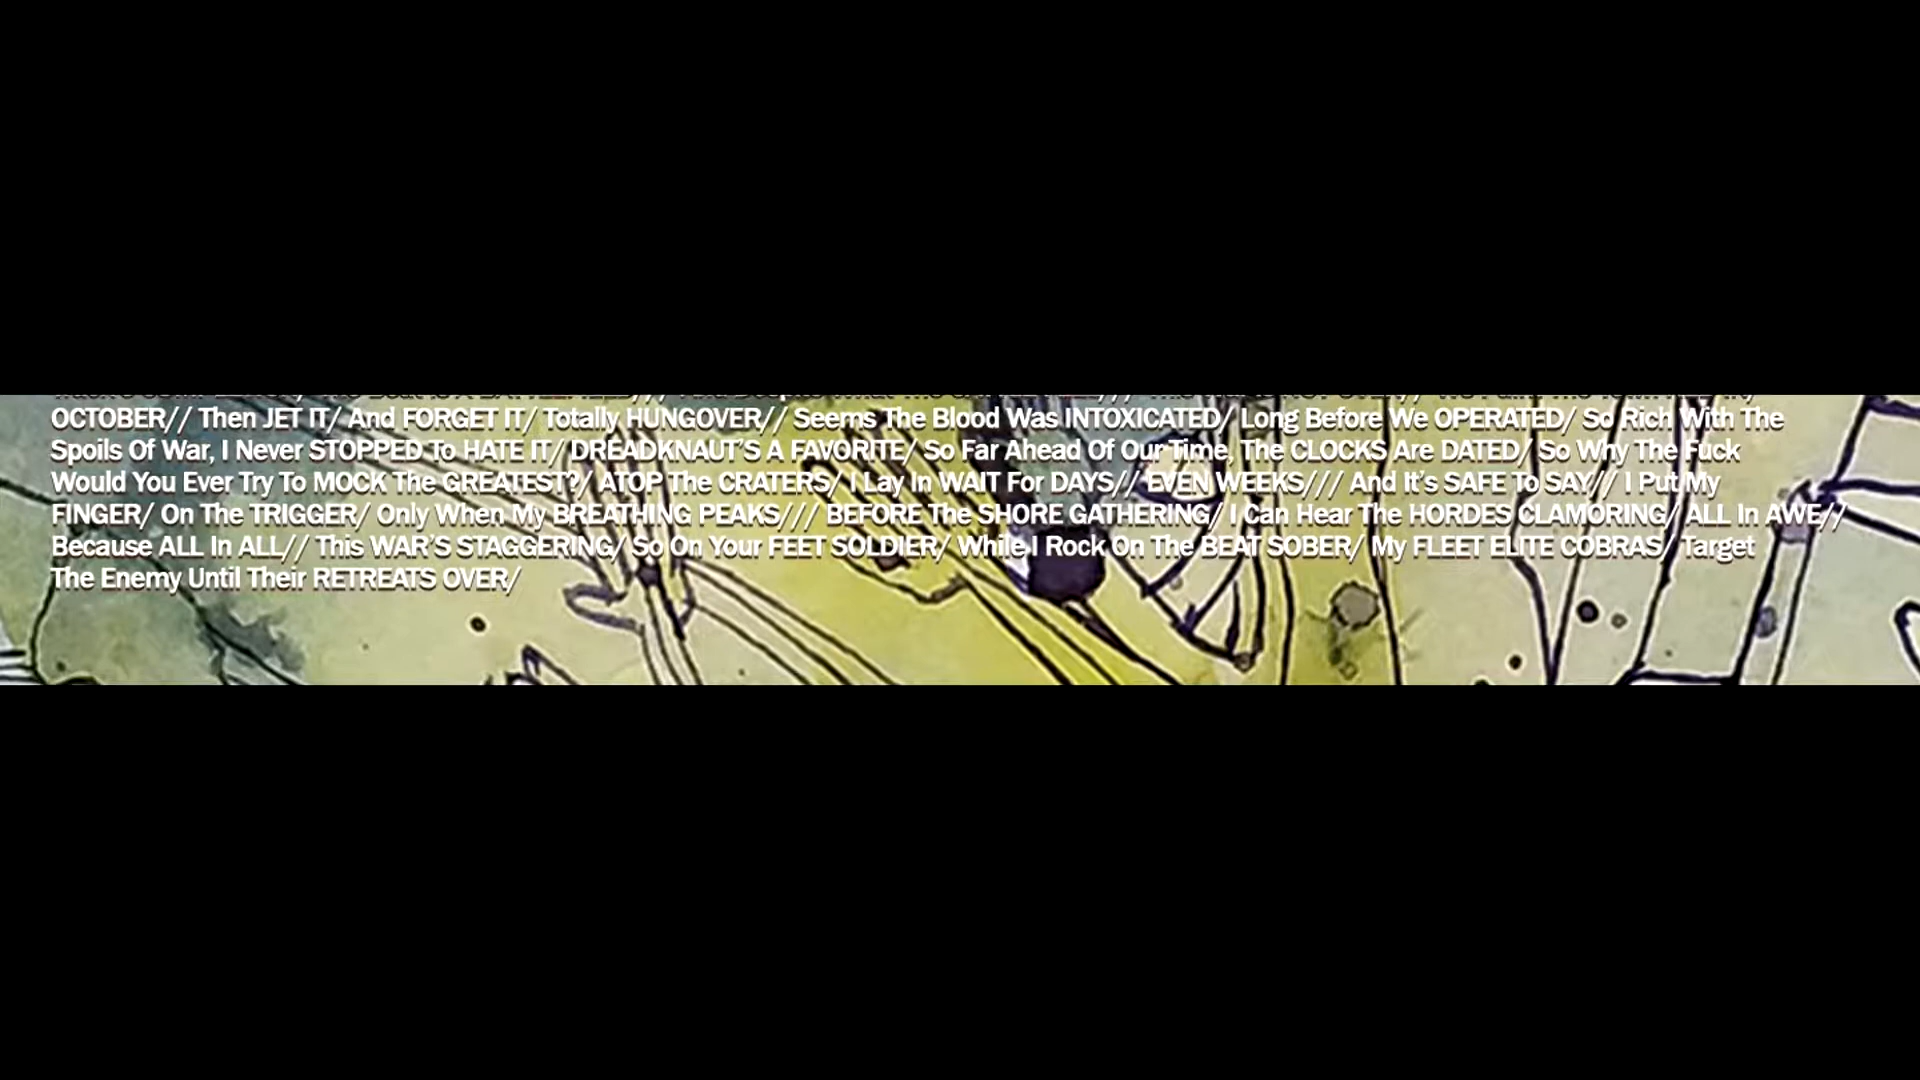 OCTOBER// Then JET IT/ And FORGET IT/ Totally HUNGOVER// Seems The Blood Was INTOXICATED/ Long Before We OPERATED/ So Rich With The
Spoils Of War, I Never STOPPED To HATE IT/ DREADKNAUT'S A FAVORITE/ So Far Ahead Of Our Time, The CLOCKS Are DATED/ So Why The Fuck
Would You Ever Try To MOCK The GREATEST?/ ATOP The CRATERS/ I Lay In WAIT For DAYS// EVEN WEEKS/// And It's SAFE To SAY// I Put My
FINGER/ On The TRIGGER/ Only When My BREATHING PEAKS/// BEFORE The SHORE GATHERING/ I Can Hear The HORDES CLAMORING/ ALL In AWE//
Because ALL In ALL// This WAR'S STAGGERING/ So On Your FEET SOLDIER/ While I Rock On The BEAT SOBER/ My FLEET ELITE COBRAS/ Target
The Enemy Until Their RETREATS OVER/